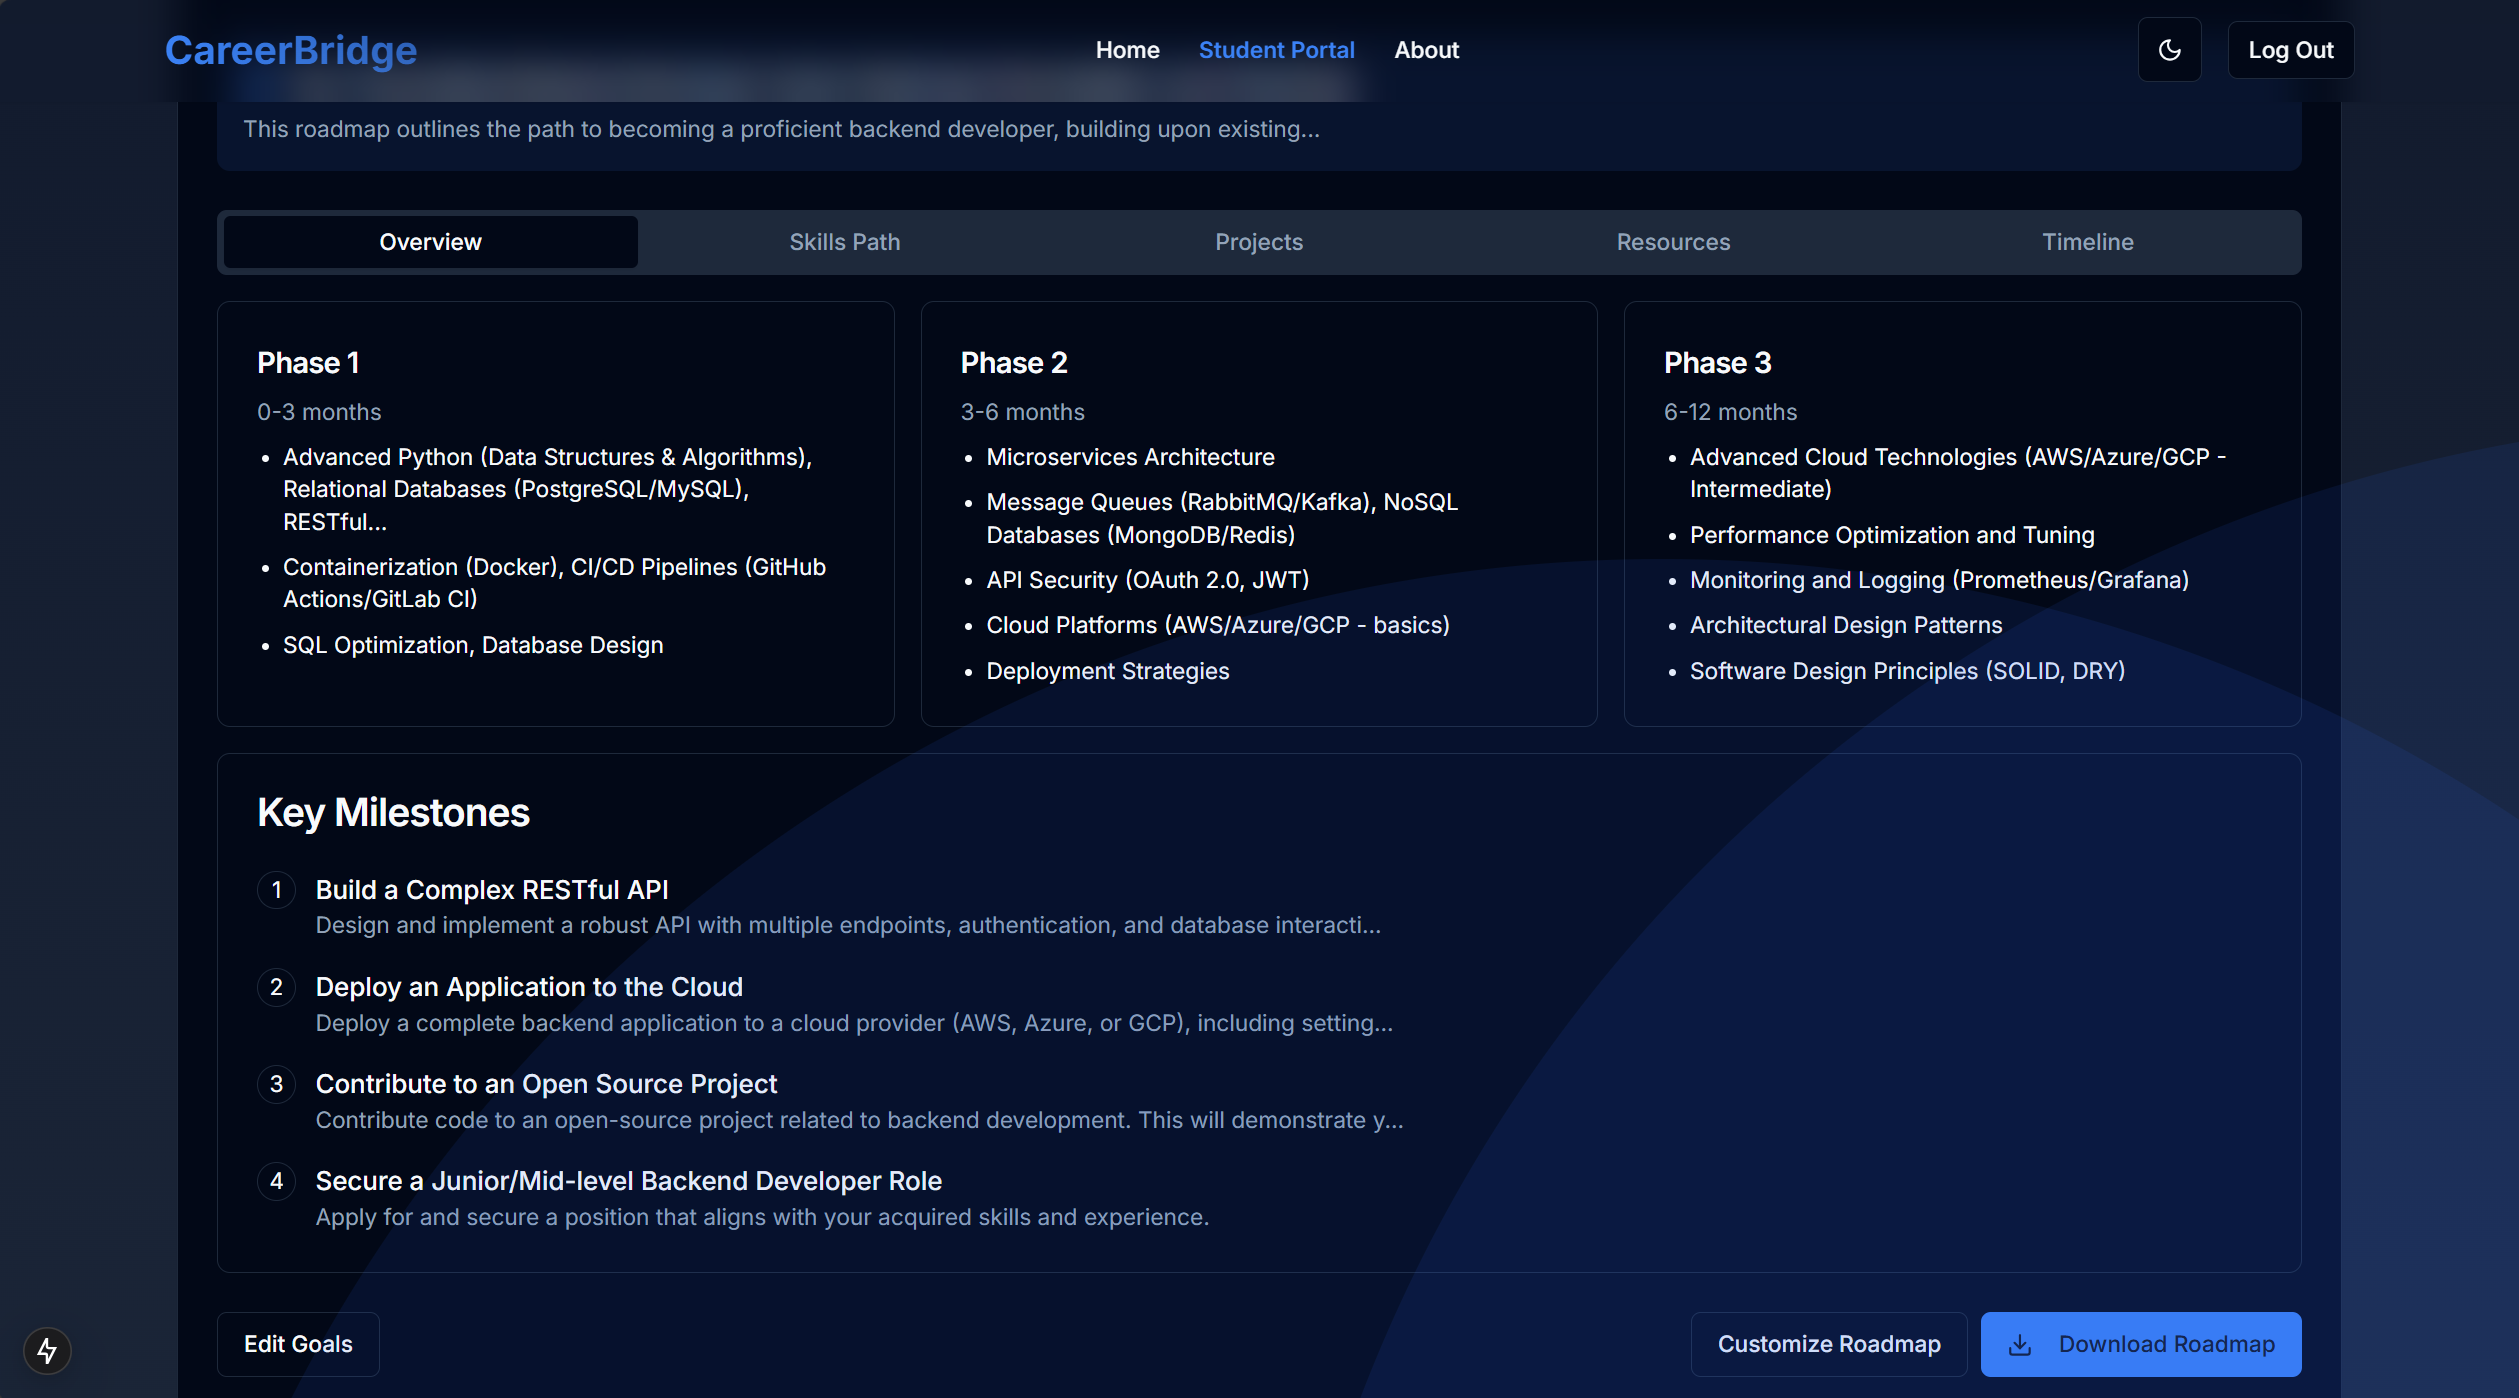 CareerBridge
Home
Student Portal
About
Log Out
This roadmap outlines the path to becoming a proficient backend developer, building upon existing...
Overview
Skills Path
Projects
Resources
Timeline
Phase 1
0-3 months
• Advanced Python (Data Structures & Algorithms),
Relational Databases (PostgreSQL/MySQL),
RESTful...
• Containerization (Docker), CI/CD Pipelines (GitHub
Actions/GitLab CI)
• SQL Optimization, Database Design
Phase 2
3-6 months
• Microservices Architecture
• Message Queues (RabbitMQ/Kafka), NoSQL
Databases (MongoDB/Redis)
• API Security (OAuth 2.0, JWT)
• Cloud Platforms (AWS/Azure/GCP - basics)
• Deployment Strategies
Phase 3
6-12 months
• Advanced Cloud Technologies (AWS/Azure/GCP -
Intermediate)
• Performance Optimization and Tuning
• Monitoring and Logging (Prometheus/Grafana)
• Architectural Design Patterns
• Software Design Principles (SOLID, DRY)
Key Milestones
1 Build a Complex RESTful API
Design and implement a robust API with multiple endpoints, authentication, and database interacti...
2 Deploy an Application to the Cloud
Deploy a complete backend application to a cloud provider (AWS, Azure, or GCP), including setting...
3 Contribute to an Open Source Project
Contribute code to an open-source project related to backend development. This will demonstrate y...
4 Secure a Junior/Mid-level Backend Developer Role
Apply for and secure a position that aligns with your acquired skills and experience.
Edit Goals
Customize Roadmap
Download Roadmap